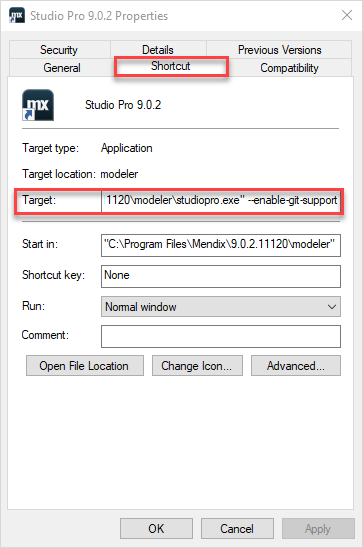 Studio Pro 9.0.2 Properties
Security Details Previous Versions
General Shortcut Compatibility
mx Studio Pro 9.0.2
Target type: Application
Target location: modeler
Target: 1120\modeler\studiopro.exe" --enable-git-support
Start in: "C:\Program Files\Mendix\9.0.2.11120\modeler"
Shortcut key: None
Run: Normal window
Comment:
Open File Location Change Icon... Advanced...
OK Cancel Apply